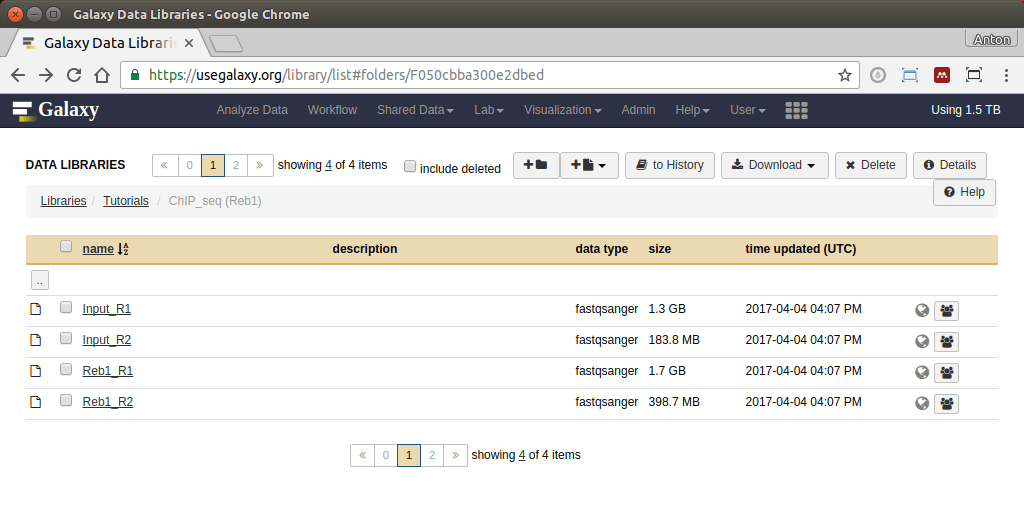 Galaxy Data Libraries - Google Chrome
Galaxy Data Librarie
Anton
https://usegalaxy.org/library/list#folders/F050cbba300e2dbed
Galaxy Analyze Data Workflow Shared Data Lab Visualization Admin Help User Using 1.5 TB
DATA LIBRARIES « 0 1 2 » showing 4 of 4 items include deleted to History Download Delete Details
Help
Libraries / Tutorials / ChIP_seq (Reb1)
name description data type size time updated (UTC)
..
Input_R1 fastqsanger 1.3 GB 2017-04-04 04:07 PM
Input_R2 fastqsanger 183.8 MB 2017-04-04 04:07 PM
Reb1_R1 fastqsanger 1.7 GB 2017-04-04 04:07 PM
Reb1_R2 fastqsanger 398.7 MB 2017-04-04 04:07 PM
« 0 1 2 » showing 4 of 4 items